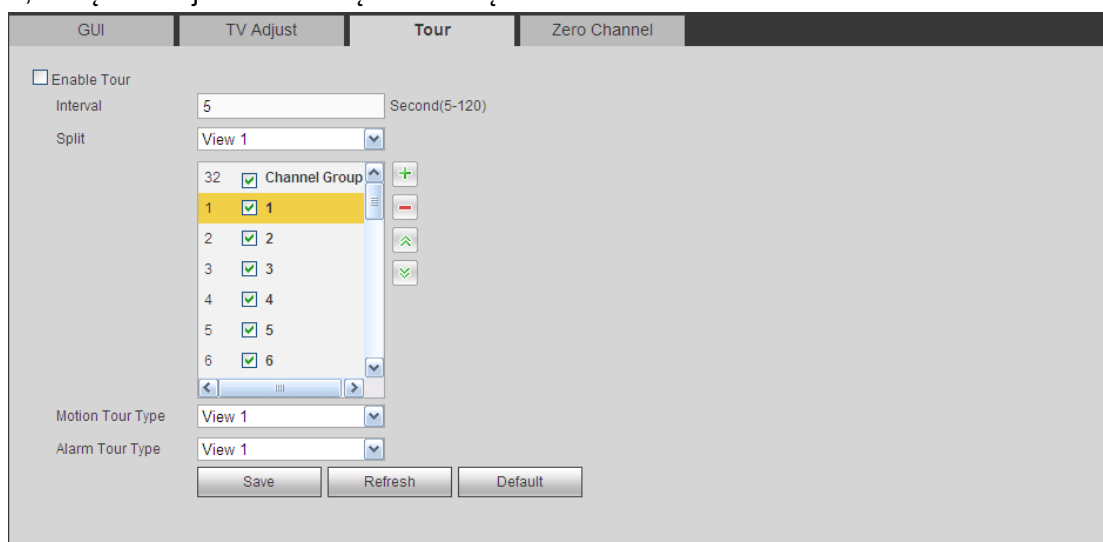 GUI TV Adjust Tour Zero Channel
Enable Tour
Interval 5 Second(5-120)
Split View 1
32 Channel Group
1 1
2 2
3 3
4 4
5 5
6 6
Motion Tour Type View 1
Alarm Tour Type View 1
Save Refresh Default